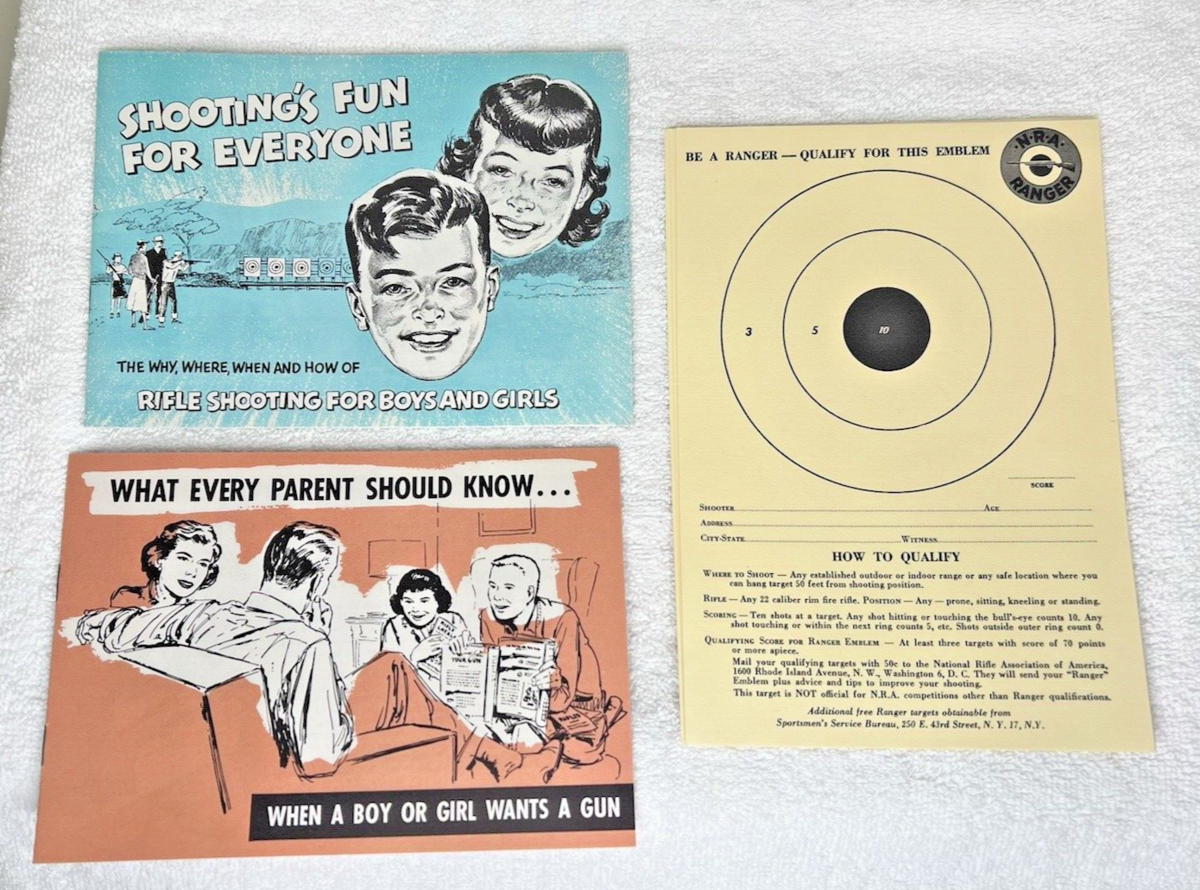 SHOOTING'S FUN
FOR EVERYONE
THE WHY, WHERE, WHEN AND HOW OF
RIFLE SHOOTING FOR BOYS AND GIRLS
WHAT EVERY PARENT SHOULD KNOW...
YOUR GUN
WHEN A BOY OR GIRL WANTS A GUN
BE A RANGER — QUALIFY FOR THIS EMBLEM
N·R·A
RANGER
3 5 10
SCORE
SHOOTER AGE
ADDRESS
CITY-STATE WITNESS
HOW TO QUALIFY
WHERE TO SHOOT — Any established outdoor or indoor range or any safe location where you
can hang target 50 feet from shooting position.
RIFLE — Any 22 caliber rim fire rifle. POSITION — Any — prone, sitting, kneeling or standing.
SCORING — Ten shots at a target. Any shot hitting or touching the bull's-eye counts 10. Any
shot touching or within the next ring counts 5, etc. Shots outside outer ring count 0.
QUALIFYING SCORE FOR RANGER EMBLEM — At least three targets with score of 70 points
or more apiece.
Mail your qualifying targets with 50c to the National Rifle Association of America,
1600 Rhode Island Avenue, N. W., Washington 6, D. C. They will send your "Ranger"
Emblem plus advice and tips to improve your shooting.
This target is NOT official for N.R.A. competitions other than Ranger qualifications.
Additional free Ranger targets obtainable from
Sportsmen's Service Bureau, 250 E. 43rd Street, N. Y. 17, N.Y.